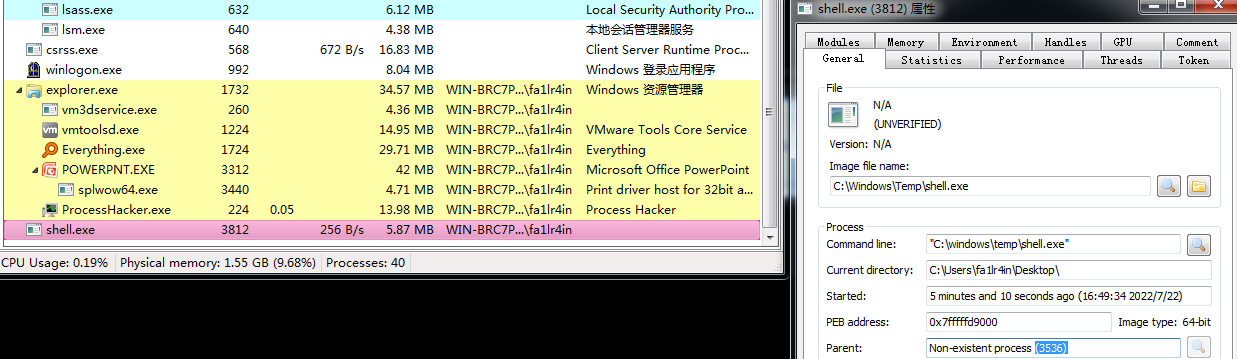 lsass.exe 632 6.12 MB Local Security Authority Pro...
lsm.exe 640 4.38 MB 本地会话管理器服务
csrss.exe 568 672 B/s 16.83 MB Client Server Runtime Proc...
winlogon.exe 992 8.04 MB Windows 登录应用程序
explorer.exe 1732 34.57 MB WIN-BRC7P...\fa1lr4in Windows 资源管理器
vm3dservice.exe 260 4.36 MB WIN-BRC7P...\fa1lr4in
vm vmtoolsd.exe 1224 14.95 MB WIN-BRC7P...\fa1lr4in VMware Tools Core Service
Everything.exe 1724 29.71 MB WIN-BRC7P...\fa1lr4in Everything
POWERPNT.EXE 3312 42 MB WIN-BRC7P...\fa1lr4in Microsoft Office PowerPoint
splwow64.exe 3440 4.71 MB WIN-BRC7P...\fa1lr4in Print driver host for 32bit a...
ProcessHacker.exe 224 0.05 13.98 MB WIN-BRC7P...\fa1lr4in Process Hacker
shell.exe 3812 256 B/s 5.87 MB WIN-BRC7P...\fa1lr4in
CPU Usage: 0.19% Physical memory: 1.55 GB (9.68%) Processes: 40
shell.exe (3812) 属性
Modules Memory Environment Handles GPU Comment
General Statistics Performance Threads Token
File
N/A
(UNVERIFIED)
Version: N/A
Image file name:
C:\Windows\Temp\shell.exe
Process
Command line: "C:\windows\temp\shell.exe"
Current directory: C:\Users\fa1lr4in\Desktop\
Started: 5 minutes and 10 seconds ago (16:49:34 2022/7/22)
PEB address: 0x7fffffd9000 Image type: 64-bit
Parent: Non-existent process (3536)